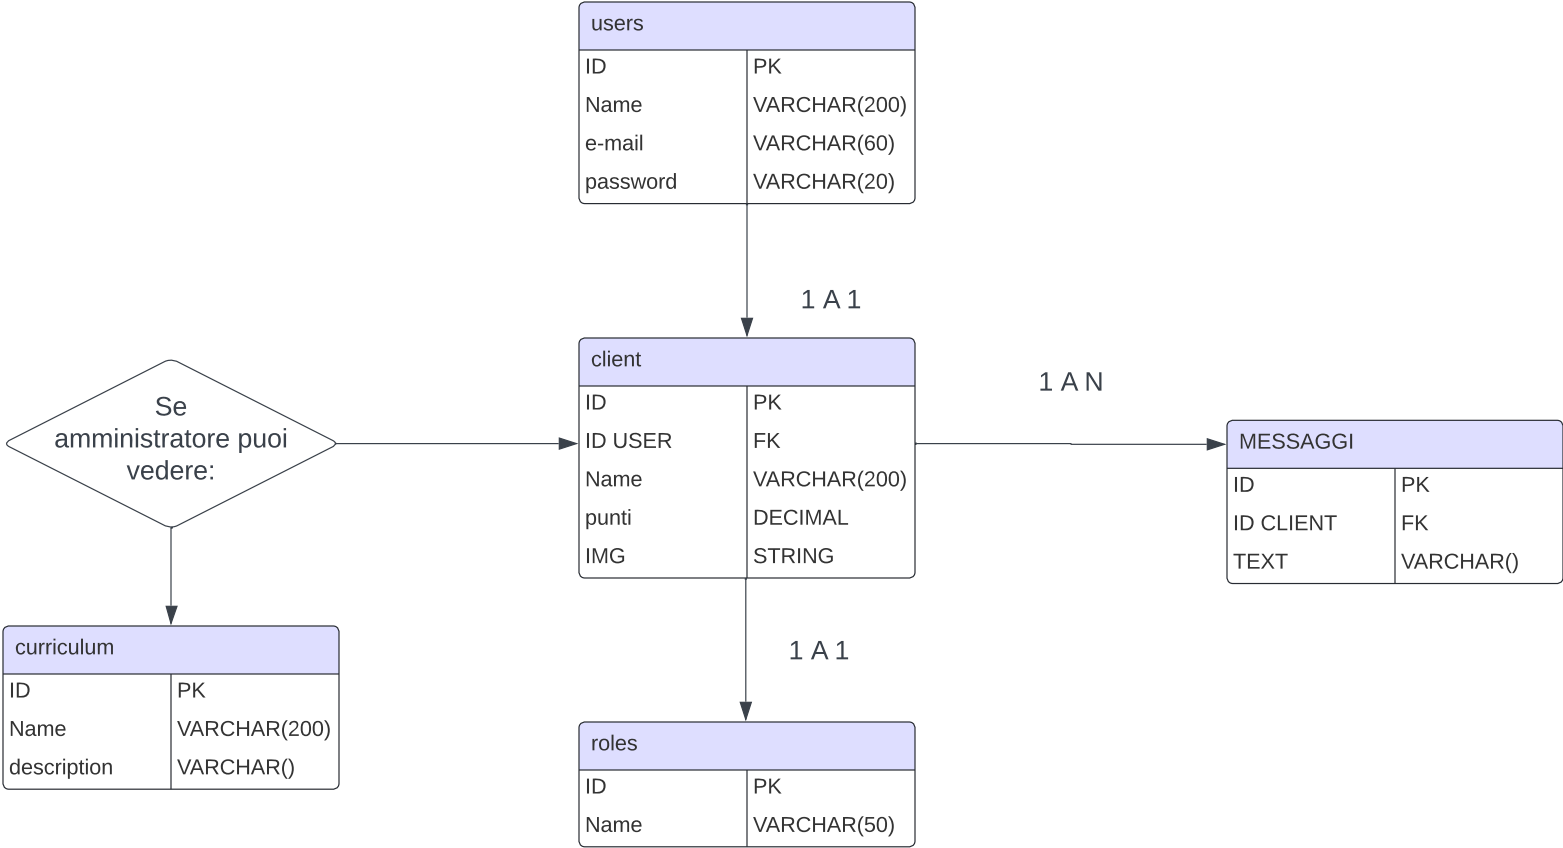 users
ID PK
Name VARCHAR(200)
e-mail VARCHAR(60)
password VARCHAR(20)
1 A 1
client
ID PK
ID USER FK
Name VARCHAR(200)
punti DECIMAL
IMG STRING
Se
amministratore puoi
vedere:
1 A N
MESSAGGI
ID PK
ID CLIENT FK
TEXT VARCHAR()
curriculum
ID PK
Name VARCHAR(200)
description VARCHAR()
1 A 1
roles
ID PK
Name VARCHAR(50)